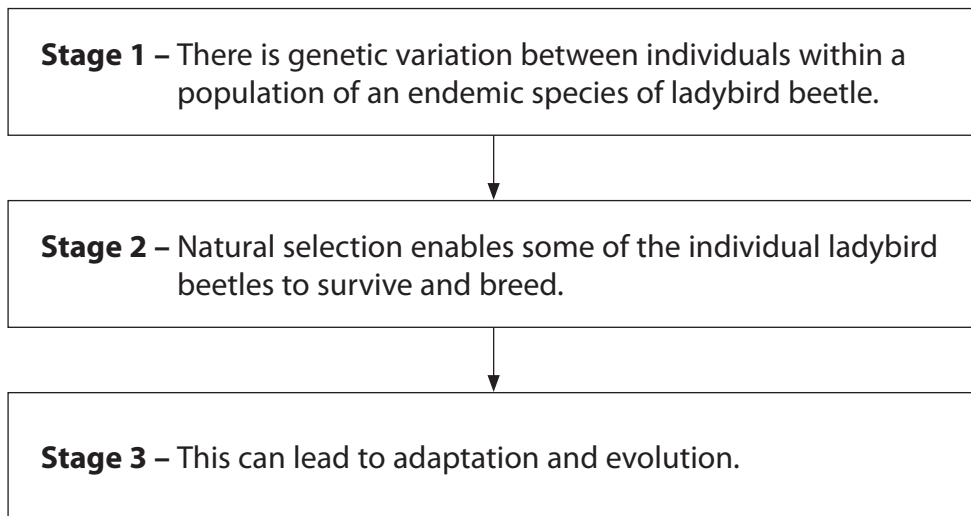 Stage 1 – There is genetic variation between individuals within a
population of an endemic species of ladybird beetle.
Stage 2 – Natural selection enables some of the individual ladybird
beetles to survive and breed.
Stage 3 – This can lead to adaptation and evolution.